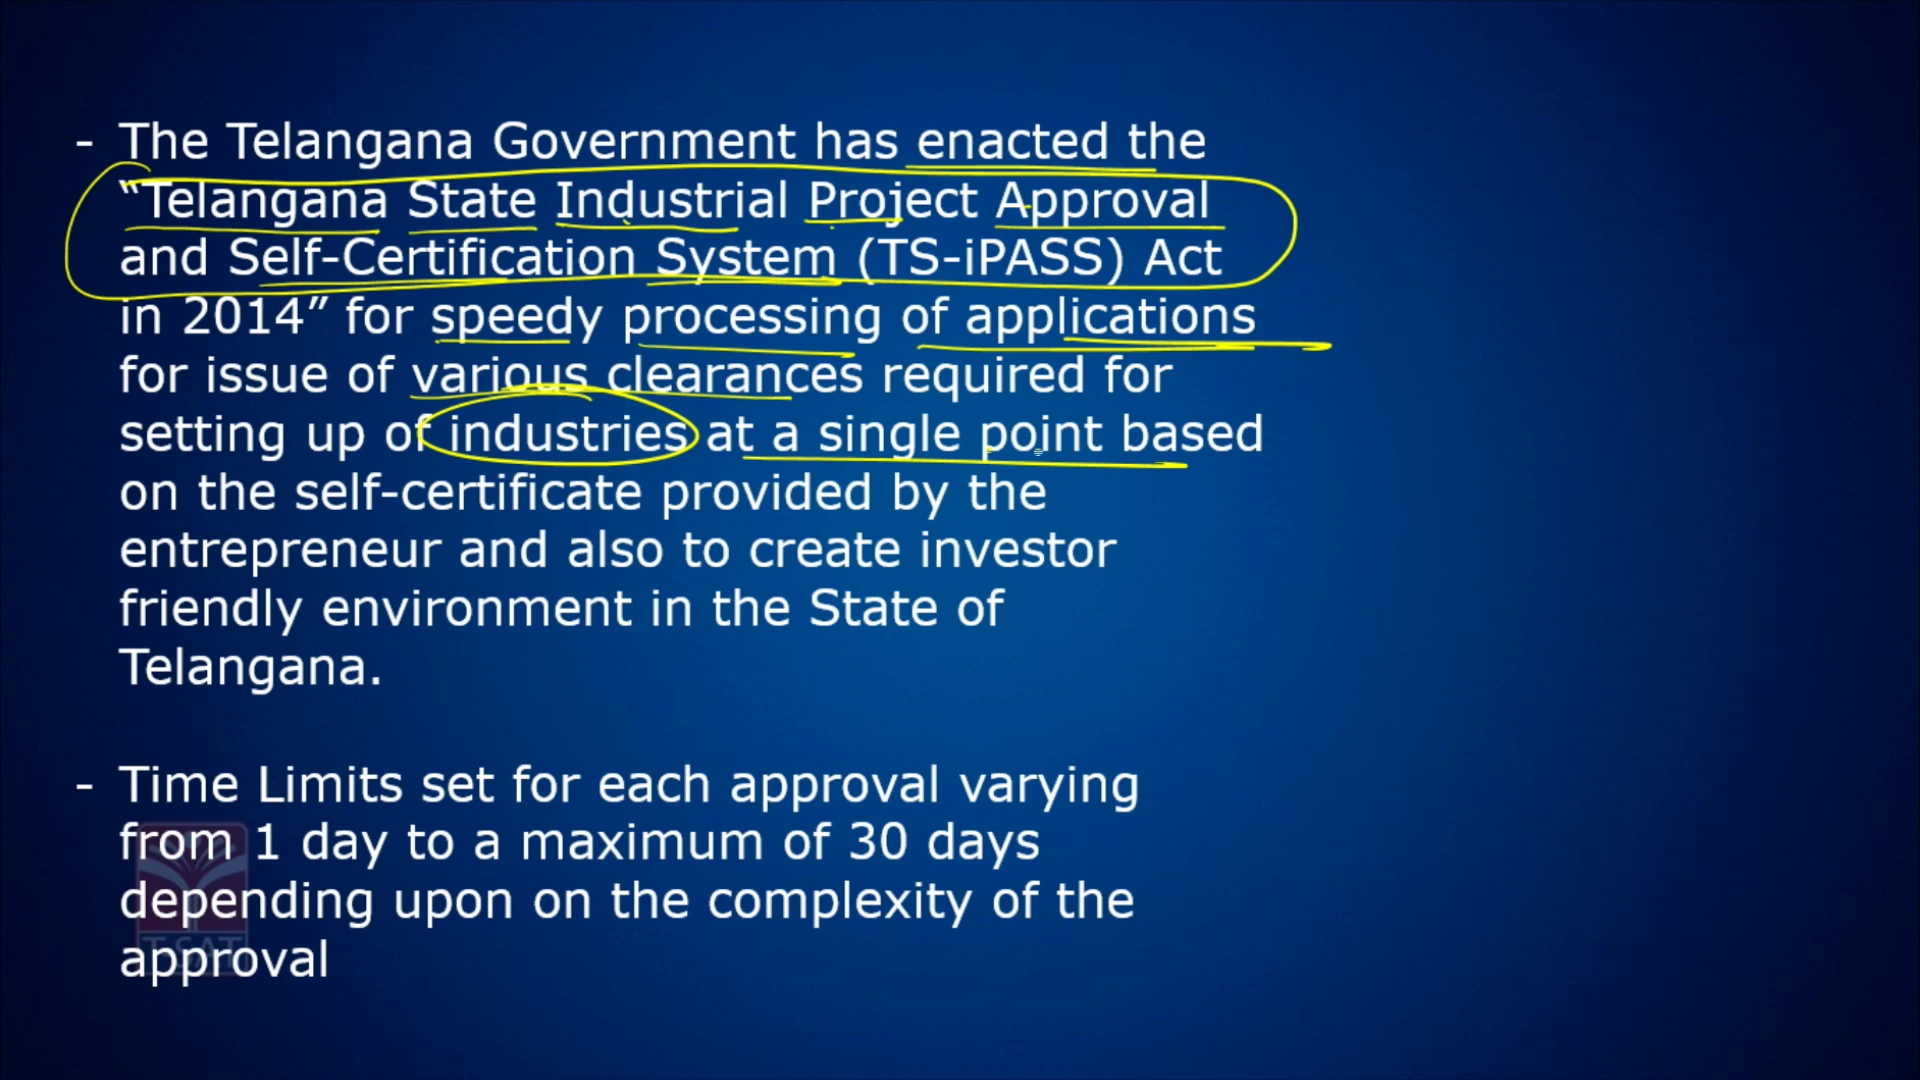 - The Telangana Government has enacted the
“Telangana State Industrial Project Approval
and Self-Certification System (TS-iPASS) Act
in 2014” for speedy processing of applications
for issue of various clearances required for
setting up of industries at a single point based
on the self-certificate provided by the
entrepreneur and also to create investor
friendly environment in the State of
Telangana.
- Time Limits set for each approval varying
from 1 day to a maximum of 30 days
depending upon on the complexity of the
approval
T-SAT